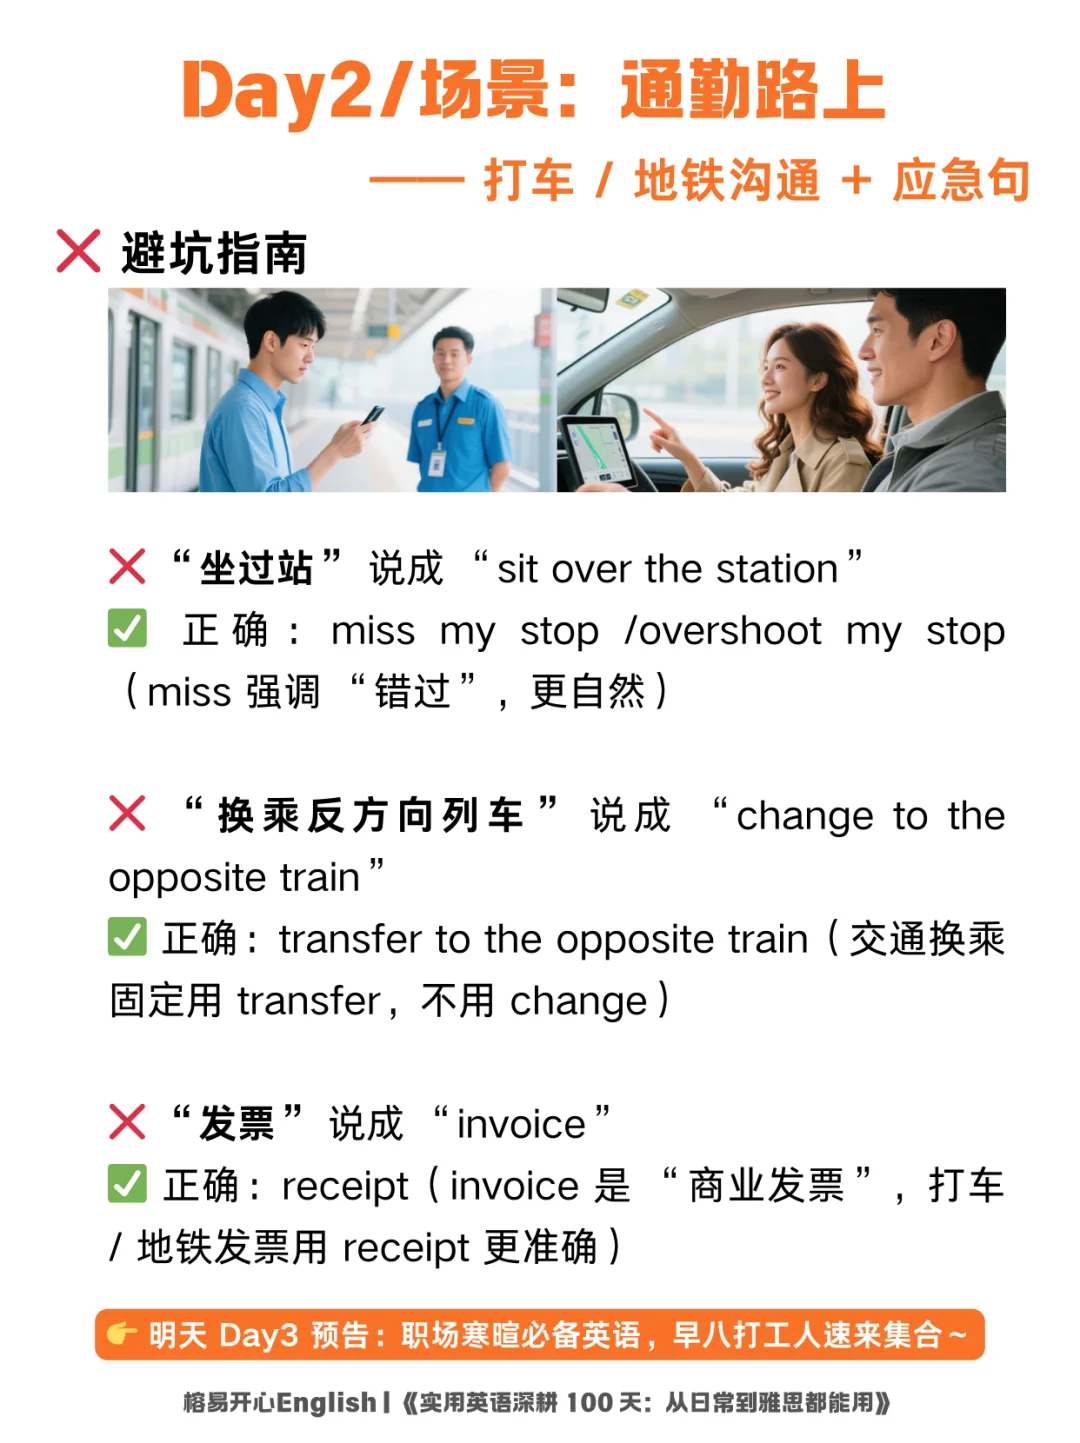 Day2/场景：通勤路上
—— 打车 / 地铁沟通 + 应急句
❌ 避坑指南
❌ “坐过站” 说成 “sit over the station”
✅ 正确：miss my stop /overshoot my stop
（miss 强调 “错过”，更自然）
❌ “换乘反方向列车” 说成 “change to the
opposite train”
✅ 正确：transfer to the opposite train（交通换乘
固定用 transfer，不用 change）
❌ “发票” 说成 “invoice”
✅ 正确：receipt（invoice 是 “商业发票”，打车
/ 地铁发票用 receipt 更准确）
👉 明天 Day3 预告：职场寒暄必备英语，早八打工人速来集合~
榕易开心English |《实用英语深耕 100 天：从日常到雅思都能用》